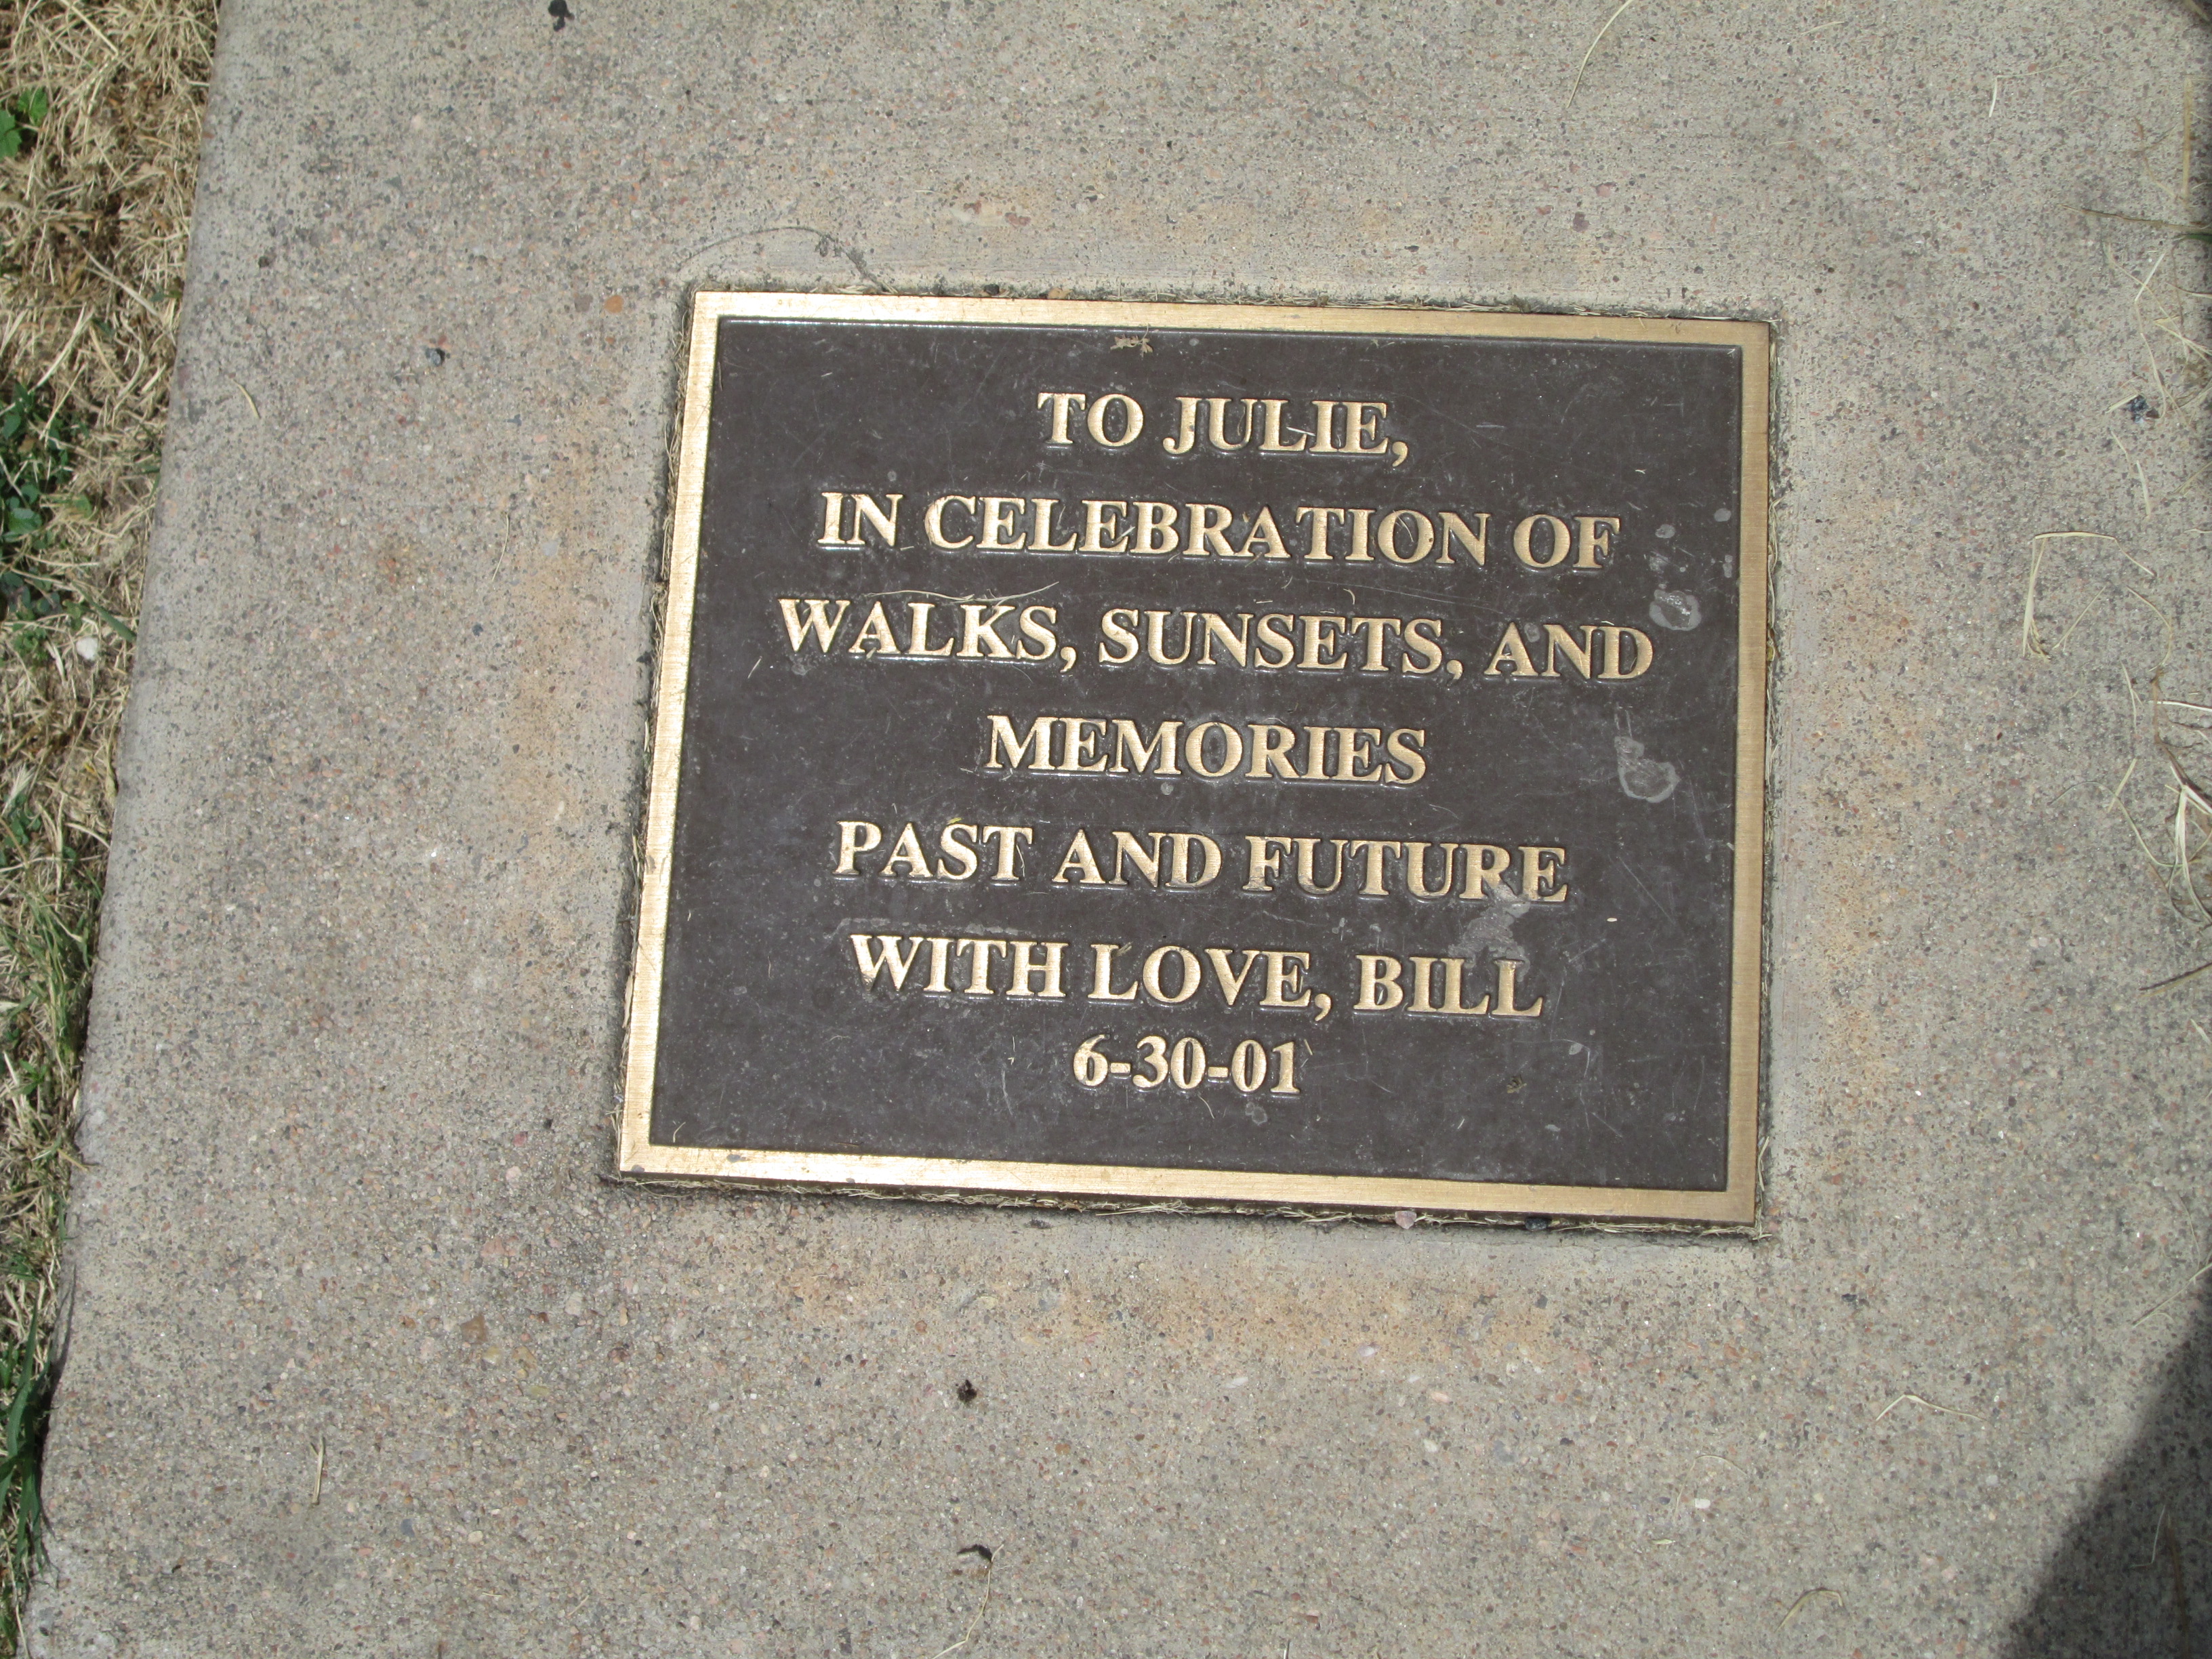 TO JULIE,
IN CELEBRATION OF
WALKS, SUNSETS, AND
MEMORIES
PAST AND FUTURE
WITH LOVE, BILL
6-30-01